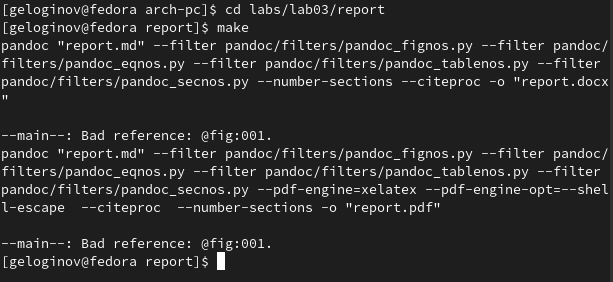 [geloginov@fedora arch-pc]$ cd labs/lab03/report
[geloginov@fedora report]$ make
pandoc "report.md" --filter pandoc/filters/pandoc_fignos.py --filter pandoc/
filters/pandoc_eqnos.py --filter pandoc/filters/pandoc_tablenos.py --filter
pandoc/filters/pandoc_secnos.py --number-sections --citeproc -o "report.docx
"
--main--: Bad reference: @fig:001.
pandoc "report.md" --filter pandoc/filters/pandoc_fignos.py --filter pandoc/
filters/pandoc_eqnos.py --filter pandoc/filters/pandoc_tablenos.py --filter
pandoc/filters/pandoc_secnos.py --pdf-engine=xelatex --pdf-engine-opt=--shel
l-escape  --citeproc  --number-sections -o "report.pdf"
--main--: Bad reference: @fig:001.
[geloginov@fedora report]$